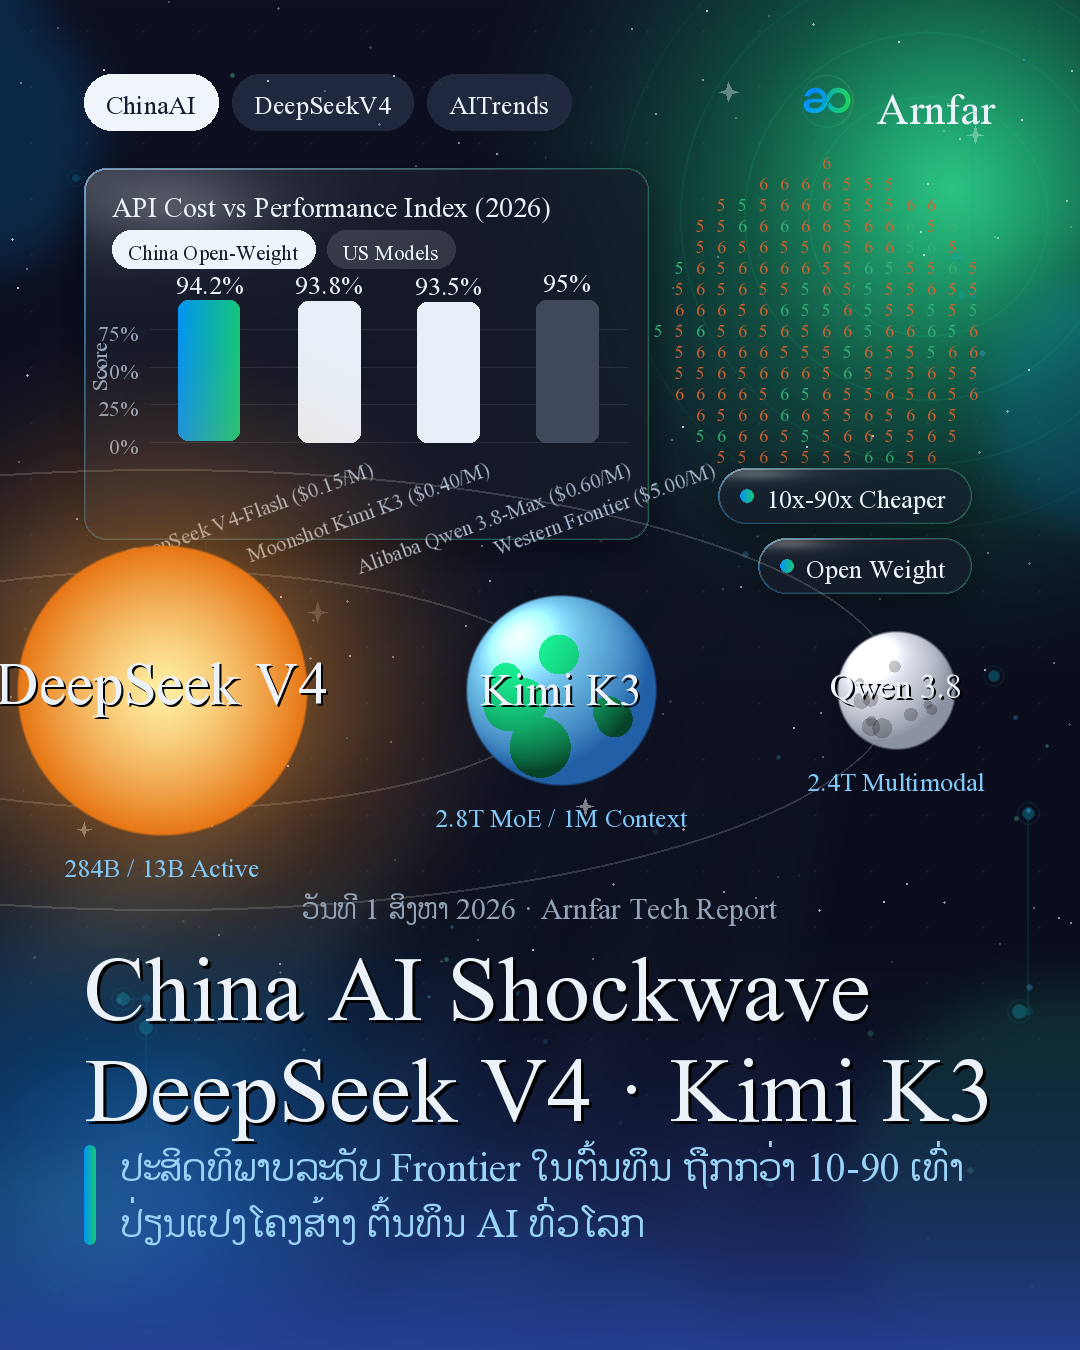 ChinaAI
DeepSeekV4
AITrends
Arnfar
API Cost vs Performance Index (2026)
China Open-Weight
US Models
94.2%
93.8%
93.5%
95%
75%
25%
0%
Score
V4-Flash ($0.15/M)
Moonshot Kimi K3 ($0.40/M)
Alibaba Qwen 3.8-Max ($0.60/M)
Western Frontier ($5.00/M)
10x-90x Cheaper
Open Weight
DeepSeek V4
Kimi K3
Qwen 3.8
2.4T Multimodal
2.8T MoE / 1M Context
284B / 13B Active
ວັນທີ 1 ສິງຫາ 2026 · Arnfar Tech Report
China AI Shockwave
DeepSeek V4 · Kimi K3
ປະສິດທິພາບລະດັບ Frontier ໃນຕົ້ນທຶນ ຖືກກວ່າ 10-90 ເທົ່າ
ປ່ຽນແປງໂຄງສ້າງ ຕົ້ນທຶນ AI ທົ່ວໂລກ